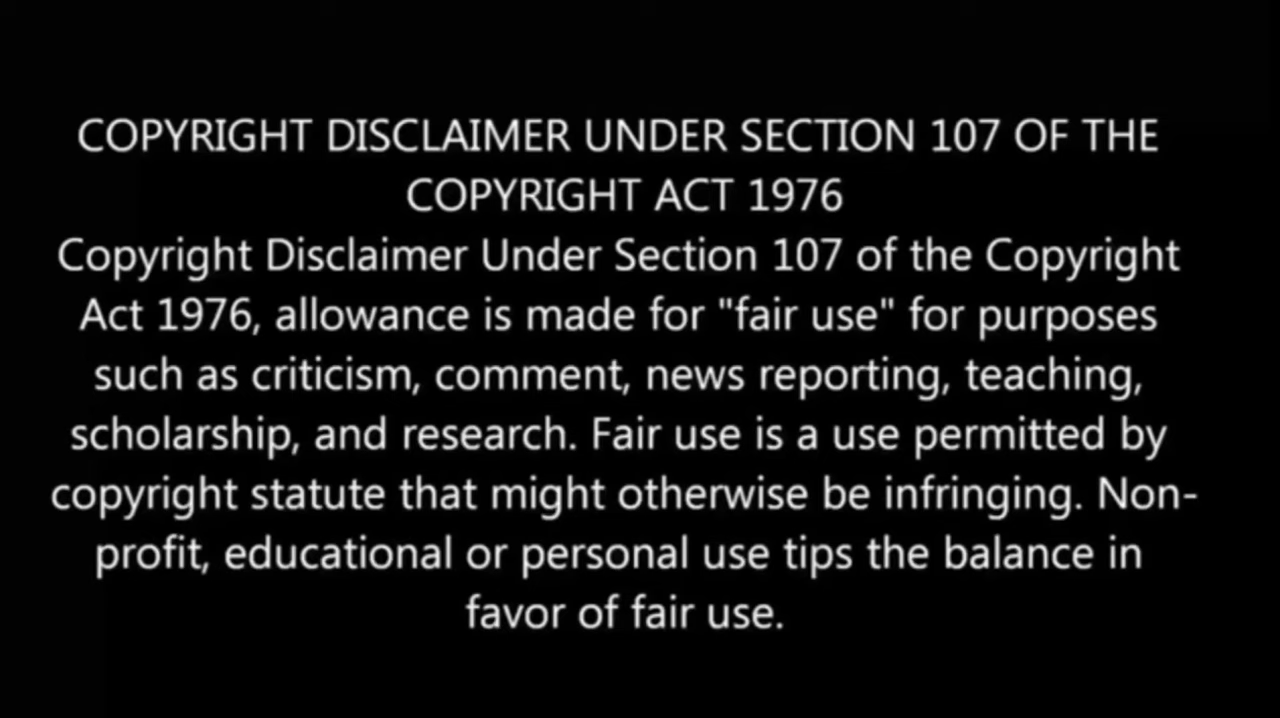 COPYRIGHT DISCLAIMER UNDER SECTION 107 OF THE
COPYRIGHT ACT 1976
Copyright Disclaimer Under Section 107 of the Copyright
Act 1976, allowance is made for "fair use" for purposes
such as criticism, comment, news reporting, teaching,
scholarship, and research. Fair use is a use permitted by
copyright statute that might otherwise be infringing. Non-
profit, educational or personal use tips the balance in
favor of fair use.